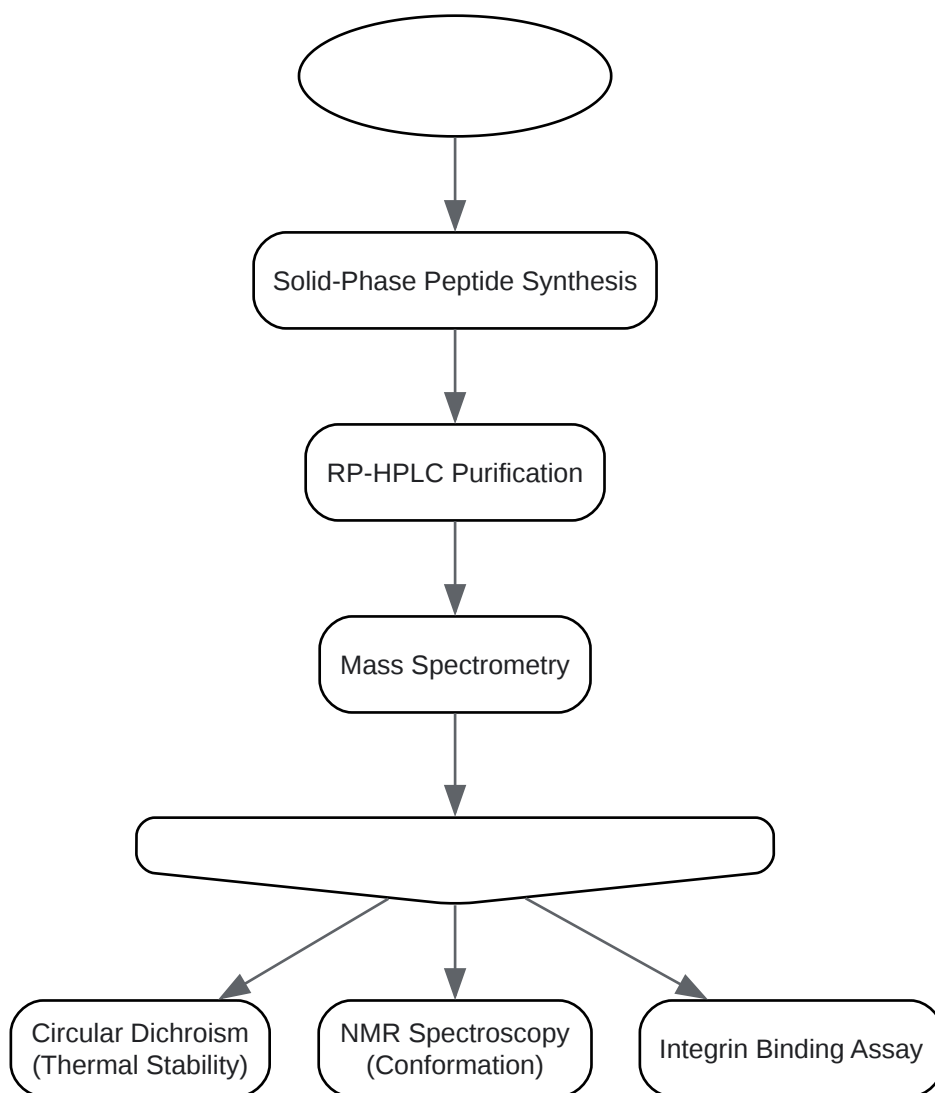 Solid-Phase Peptide Synthesis
RP-HPLC Purification
Mass Spectrometry
Circular Dichroism
(Thermal Stability)
NMR Spectroscopy
(Conformation)
Integrin Binding Assay